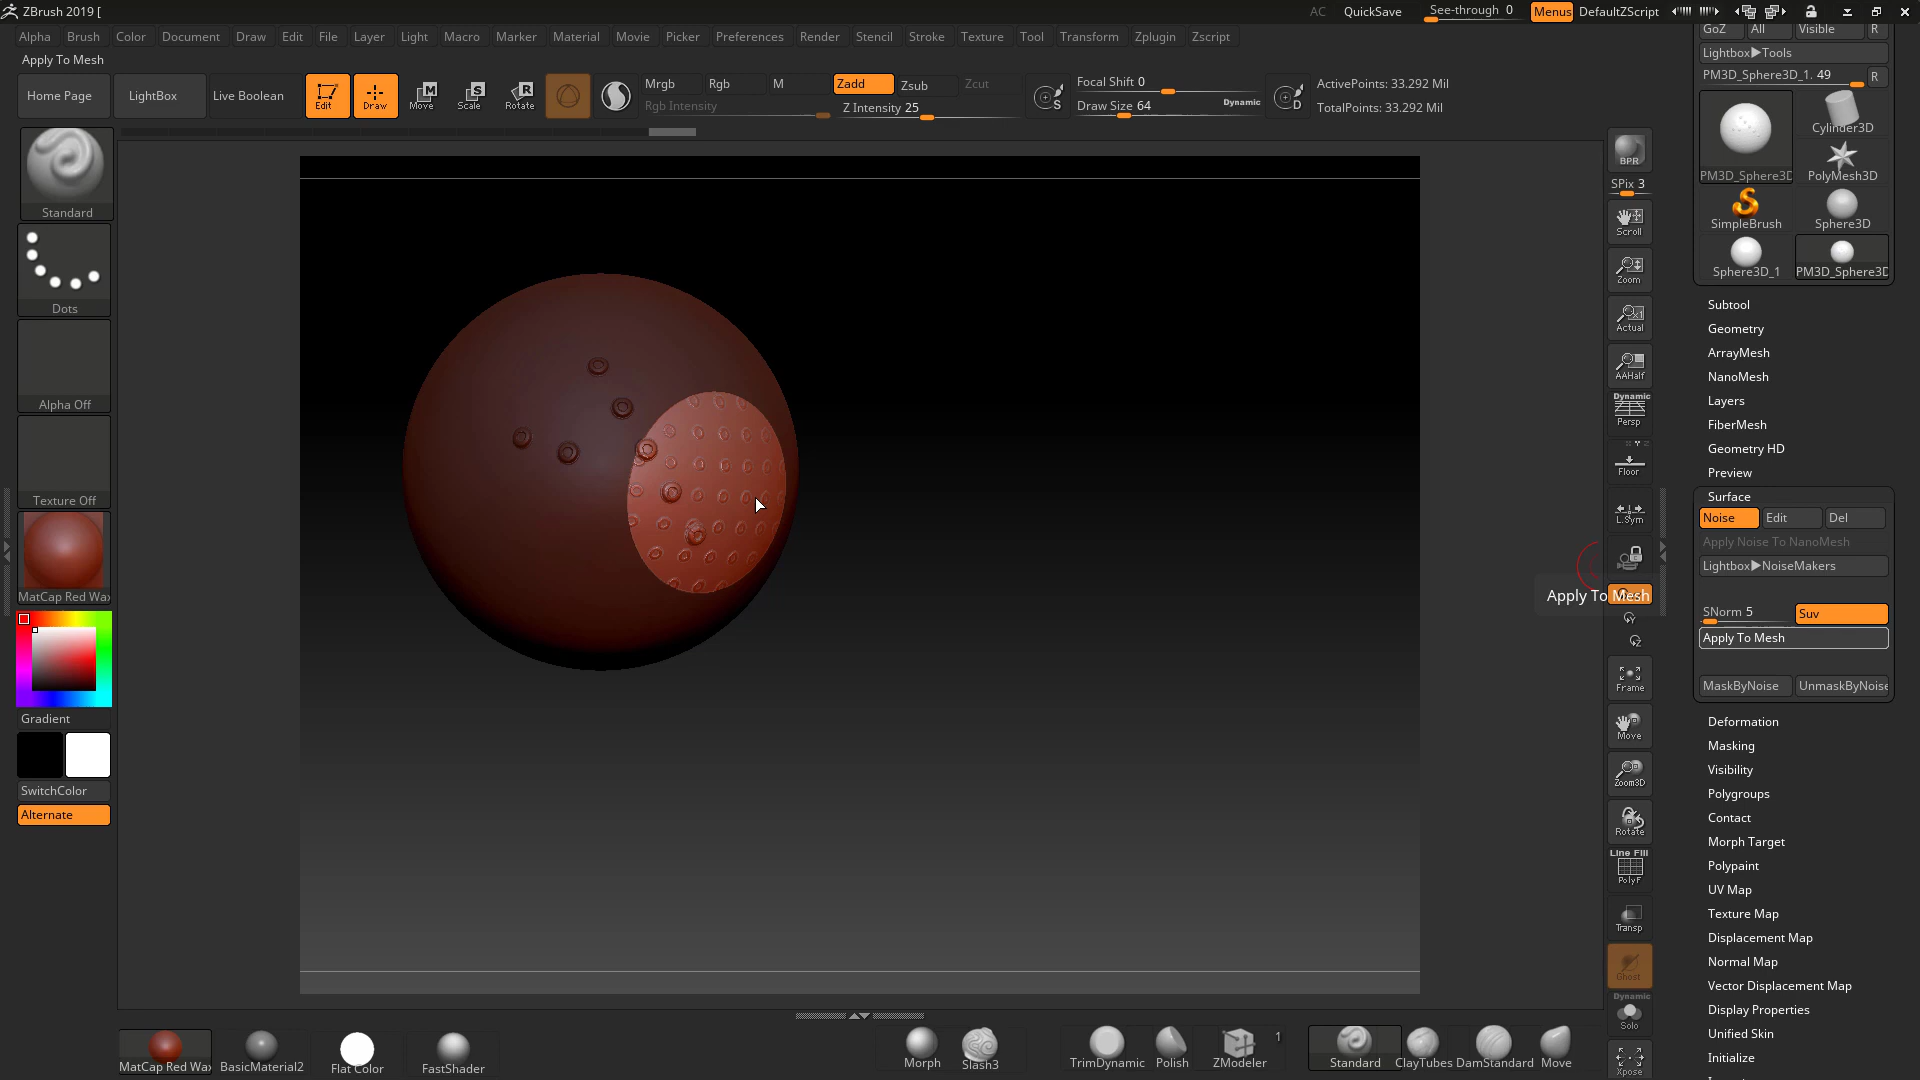 ZBrush 2019 [
AC QuickSave See-through 0 Menus DefaultZScript
Alpha Brush Color Document Draw Edit File Layer Light Macro Marker Material Movie Picker Preferences Render Stencil Stroke Texture Tool Transform Zplugin Zscript
Apply To Mesh
Home Page LightBox Live Boolean Edit Draw Move Scale Rotate
Mrgb Rgb M Zadd Zsub Zcut
Rgb Intensity Z Intensity 25
Focal Shift 0
Draw Size 64 Dynamic
ActivePoints: 33.292 Mil
TotalPoints: 33.292 Mil
Standard
Dots
Alpha Off
Texture Off
MatCap Red Wax
Gradient
SwitchColor
Alternate
BPR
SPix 3
Scroll
Zoom
Actual
AAHalf
Dynamic
Persp
Floor
L.Sym
Apply To Mesh
Frame
Move
Zoom3D
Rotate
Line Fill
PolyF
Transp
Ghost
Dynamic
Solo
Xpose
GoZ All Visible R
Lightbox▶Tools
PM3D_Sphere3D_1. 49 R
Cylinder3D
PM3D_Sphere3D PolyMesh3D
SimpleBrush Sphere3D
Sphere3D_1 PM3D_Sphere3D
Subtool
Geometry
ArrayMesh
NanoMesh
Layers
FiberMesh
Geometry HD
Preview
Surface
Noise Edit Del
Apply Noise To NanoMesh
Lightbox▶NoiseMakers
SNorm 5 Suv
Apply To Mesh
MaskByNoise UnmaskByNoise
Deformation
Masking
Visibility
Polygroups
Contact
Morph Target
Polypaint
UV Map
Texture Map
Displacement Map
Normal Map
Vector Displacement Map
Display Properties
Unified Skin
Initialize
MatCap Red Wax BasicMaterial2 Flat Color FastShader Morph Slash3 TrimDynamic Polish ZModeler 1 Standard ClayTubes DamStandard Move